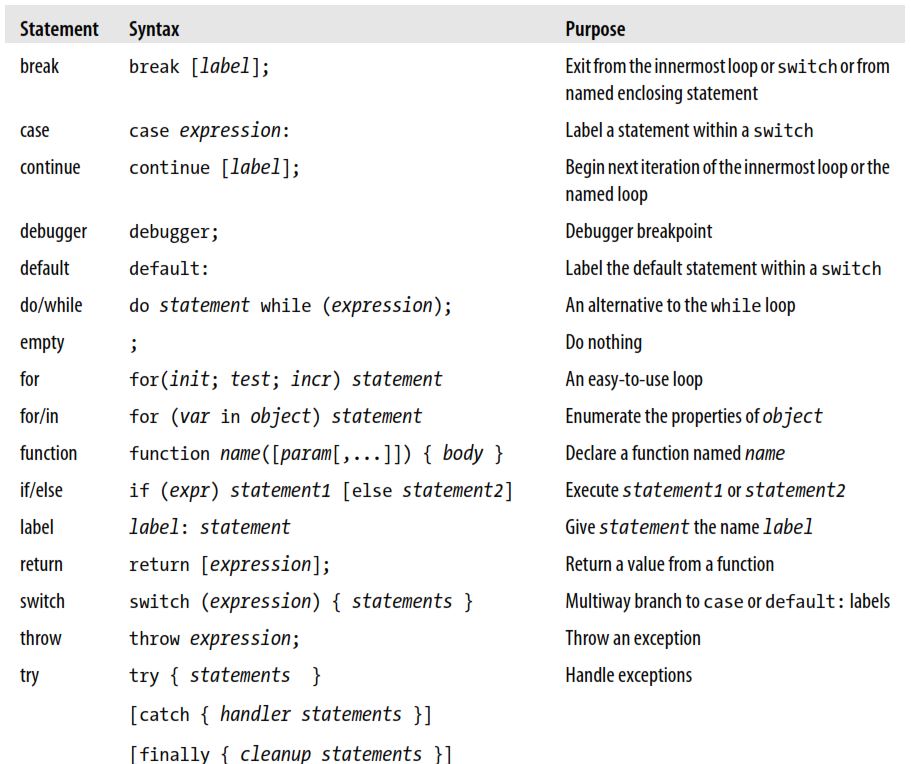 Statement Syntax Purpose
break break [label]; Exit from the innermost loop or switch or from
named enclosing statement
case case expression: Label a statement within a switch
continue continue [label]; Begin next iteration of the innermost loop or the
named loop
debugger debugger; Debugger breakpoint
default default: Label the default statement within a switch
do/while do statement while (expression); An alternative to the while loop
empty ; Do nothing
for for(init; test; incr) statement An easy-to-use loop
for/in for (var in object) statement Enumerate the properties of object
function function name([param[,...]]) { body } Declare a function named name
if/else if (expr) statement1 [else statement2] Execute statement1 or statement2
label label: statement Give statement the name label
return return [expression]; Return a value from a function
switch switch (expression) { statements } Multiway branch to case or default: labels
throw throw expression; Throw an exception
try try { statements } Handle exceptions
[catch { handler statements }]
[finally { cleanup statements }]